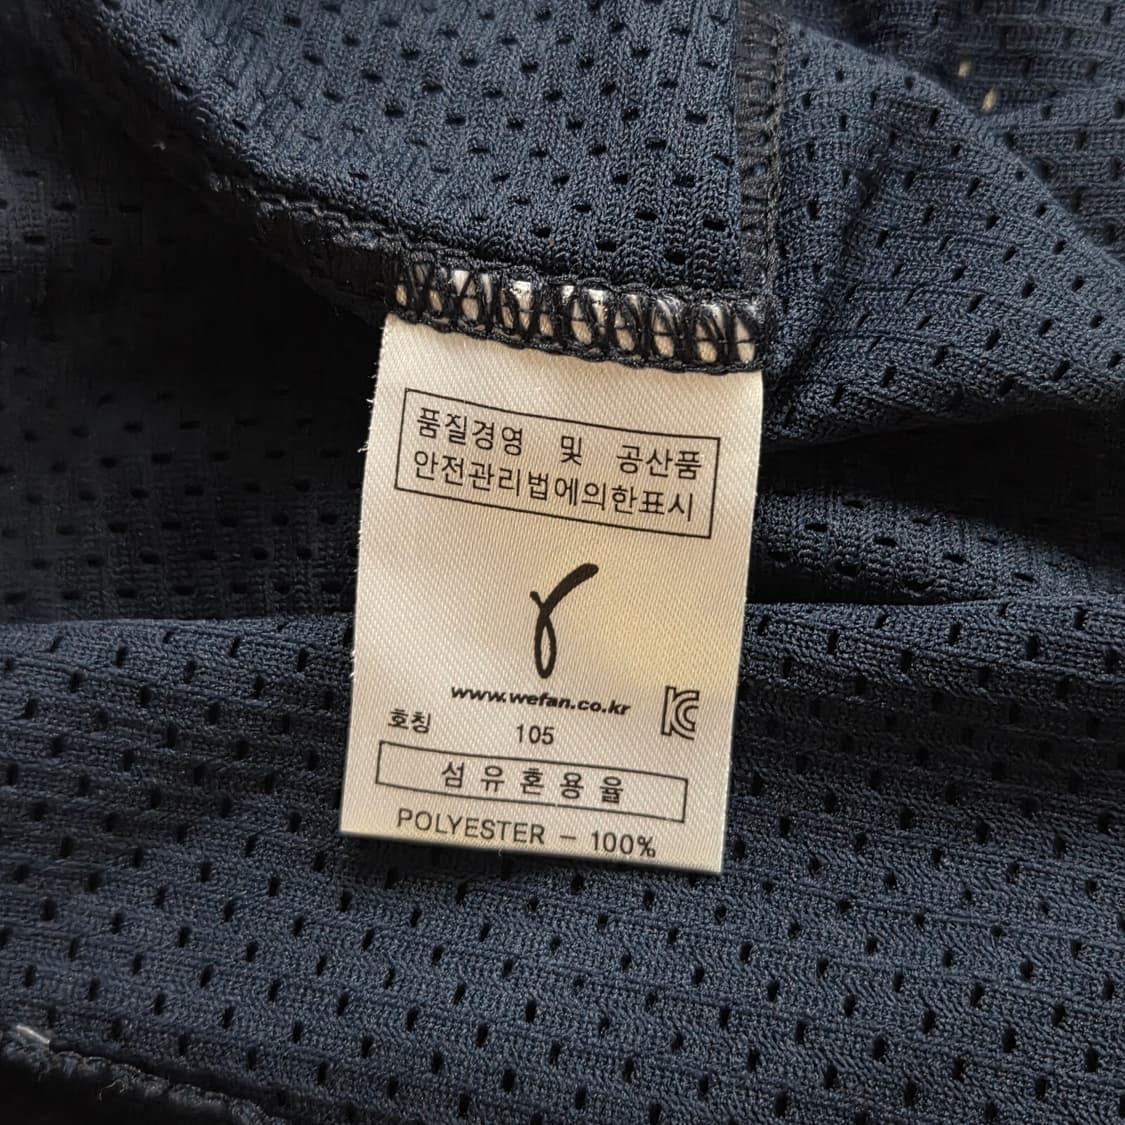 품질경영 및 공산품
안전관리법에의한표시
www.wefan.co.kr
KC
호칭 105
섬유혼용율
POLYESTER - 100%